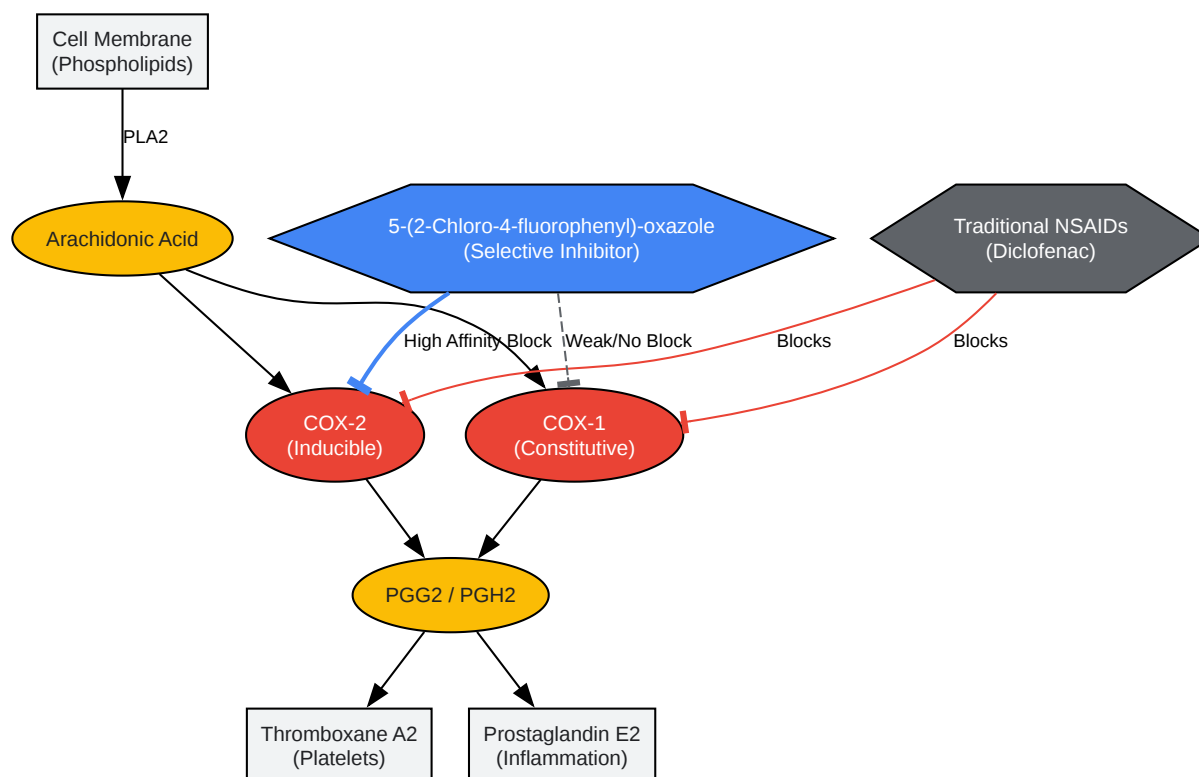 Cell Membrane
(Phospholipids)
PLA2
Arachidonic Acid
5-(2-Chloro-4-fluorophenyl)-oxazole
(Selective Inhibitor)
Traditional NSAIDs
(Diclofenac)
High Affinity Block
Weak/No Block
Blocks
Blocks
COX-2
(Inducible)
COX-1
(Constitutive)
PGG2 / PGH2
Thromboxane A2
(Platelets)
Prostaglandin E2
(Inflammation)